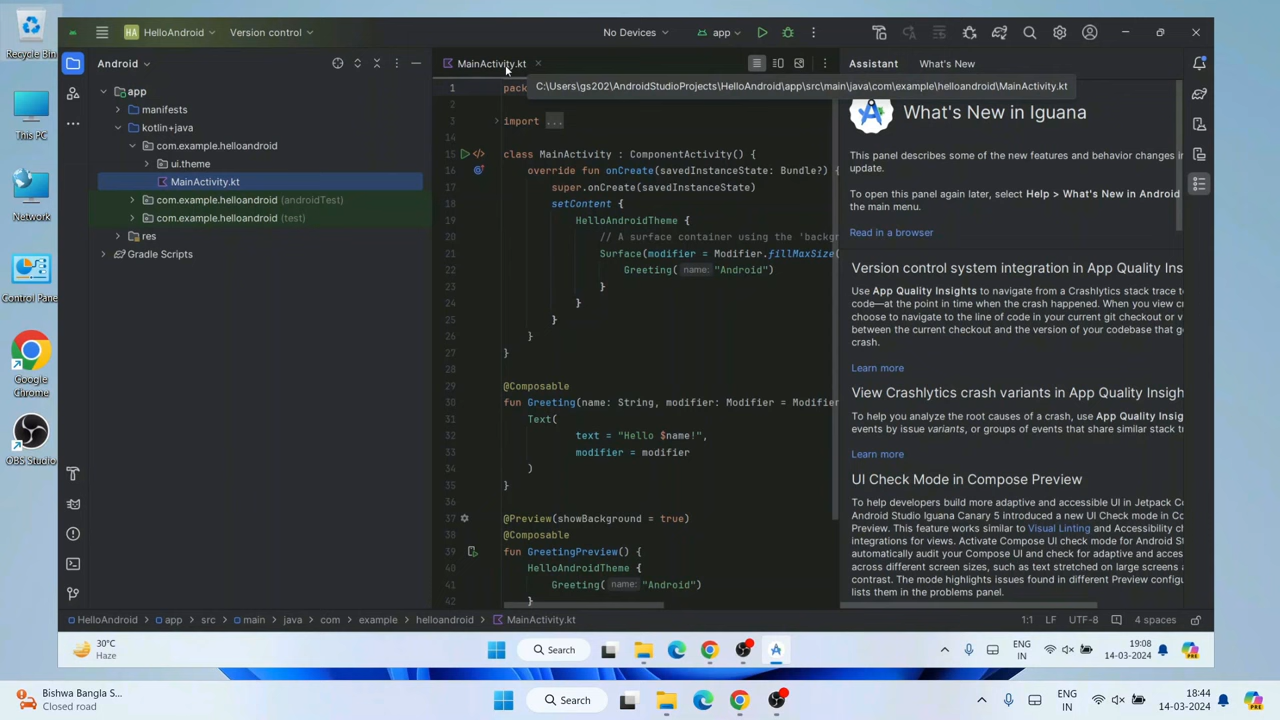 Recycle Bin
This PC
Network
Control Pane
Google
Chrome
OBS Studio
HA HelloAndroid
Version control
No Devices
app
Android
app
manifests
kotlin+java
com.example.helloandroid
ui.theme
MainActivity.kt
com.example.helloandroid (androidTest)
com.example.helloandroid (test)
res
Gradle Scripts
MainActivity.kt
C:\Users\gs202\AndroidStudioProjects\HelloAndroid\app\src\main\java\com\example\helloandroid\MainActivity.kt
1 pack
2
3 import ...
14
15 class MainActivity : ComponentActivity() {
16 override fun onCreate(savedInstanceState: Bundle?) {
17 super.onCreate(savedInstanceState)
18 setContent {
19 HelloAndroidTheme {
20 // A surface container using the 'backg
21 Surface(modifier = Modifier.fillMaxSize(
22 Greeting( name: "Android")
23 }
24 }
25 }
26 }
27 }
28
29 @Composable
30 fun Greeting(name: String, modifier: Modifier = Modifier
31 Text(
32 text = "Hello $name!",
33 modifier = modifier
34 )
35 }
36
37 @Preview(showBackground = true)
38 @Composable
39 fun GreetingPreview() {
40 HelloAndroidTheme {
41 Greeting( name: "Android")
42 }
Assistant
What's New
What's New in Iguana
This panel describes some of the new features and behavior changes in
update.
To open this panel again later, select Help > What's New in Android
the main menu.
Read in a browser
Version control system integration in App Quality Ins
Use App Quality Insights to navigate from a Crashlytics stack trace to
code—at the point in time when the crash happened. When you view c
choose to navigate to the line of code in your current git checkout or v
between the current checkout and the version of your codebase that ge
crash.
Learn more
View Crashlytics crash variants in App Quality Insigh
To help you analyze the root causes of a crash, use App Quality Insig
events by issue variants, or groups of events that share similar stack t
Learn more
UI Check Mode in Compose Preview
To help developers build more adaptive and accessible UI in Jetpack Co
Android Studio Iguana Canary 5 introduced a new UI Check mode in Co
Preview. This feature works similar to Visual Linting and Accessibility ch
integrations for views. Activate Compose UI check mode for Android St
automatically audit your Compose UI and check for adaptive and access
across different screen sizes, such as text stretched on large screens a
contrast. The mode highlights issues found in different Preview configu
lists them in the problems panel.
HelloAndroid > app > src > main > java > com > example > helloandroid > MainActivity.kt
1:1 LF UTF-8 4 spaces
30°C
Haze
Search
ENG
IN
19:08
14-03-2024
Bishwa Bangla S...
Closed road
Search
ENG
IN
18:44
14-03-2024